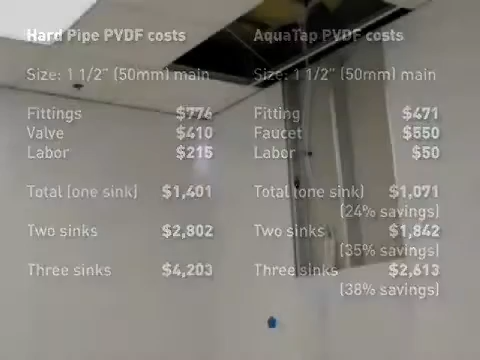 Hard Pipe PVDF costs
Size: 1 1/2" (50mm) main
Fittings $776
Valve $410
Labor $215
Total (one sink) $1,401
Two sinks $2,802
Three sinks $4,203
AquaTap PVDF costs
Size: 1 1/2" (50mm) main
Fitting $471
Faucet $550
Labor $50
Total (one sink) $1,071
(24% savings)
Two sinks $1,842
(35% savings)
Three sinks $2,613
(38% savings)